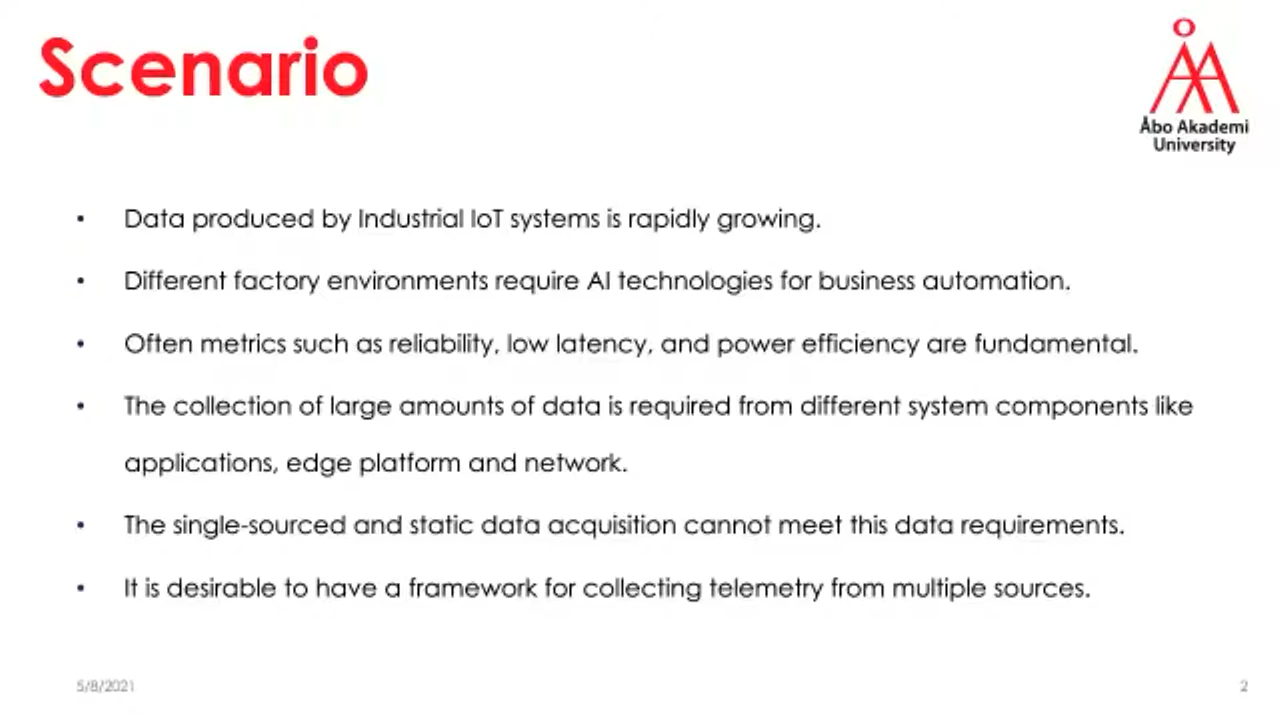 Scenario
Åbo Akademi
University
• Data produced by Industrial IoT systems is rapidly growing.
• Different factory environments require AI technologies for business automation.
• Often metrics such as reliability, low latency, and power efficiency are fundamental.
• The collection of large amounts of data is required from different system components like
applications, edge platform and network.
• The single-sourced and static data acquisition cannot meet this data requirements.
• It is desirable to have a framework for collecting telemetry from multiple sources.
5/8/2021
2